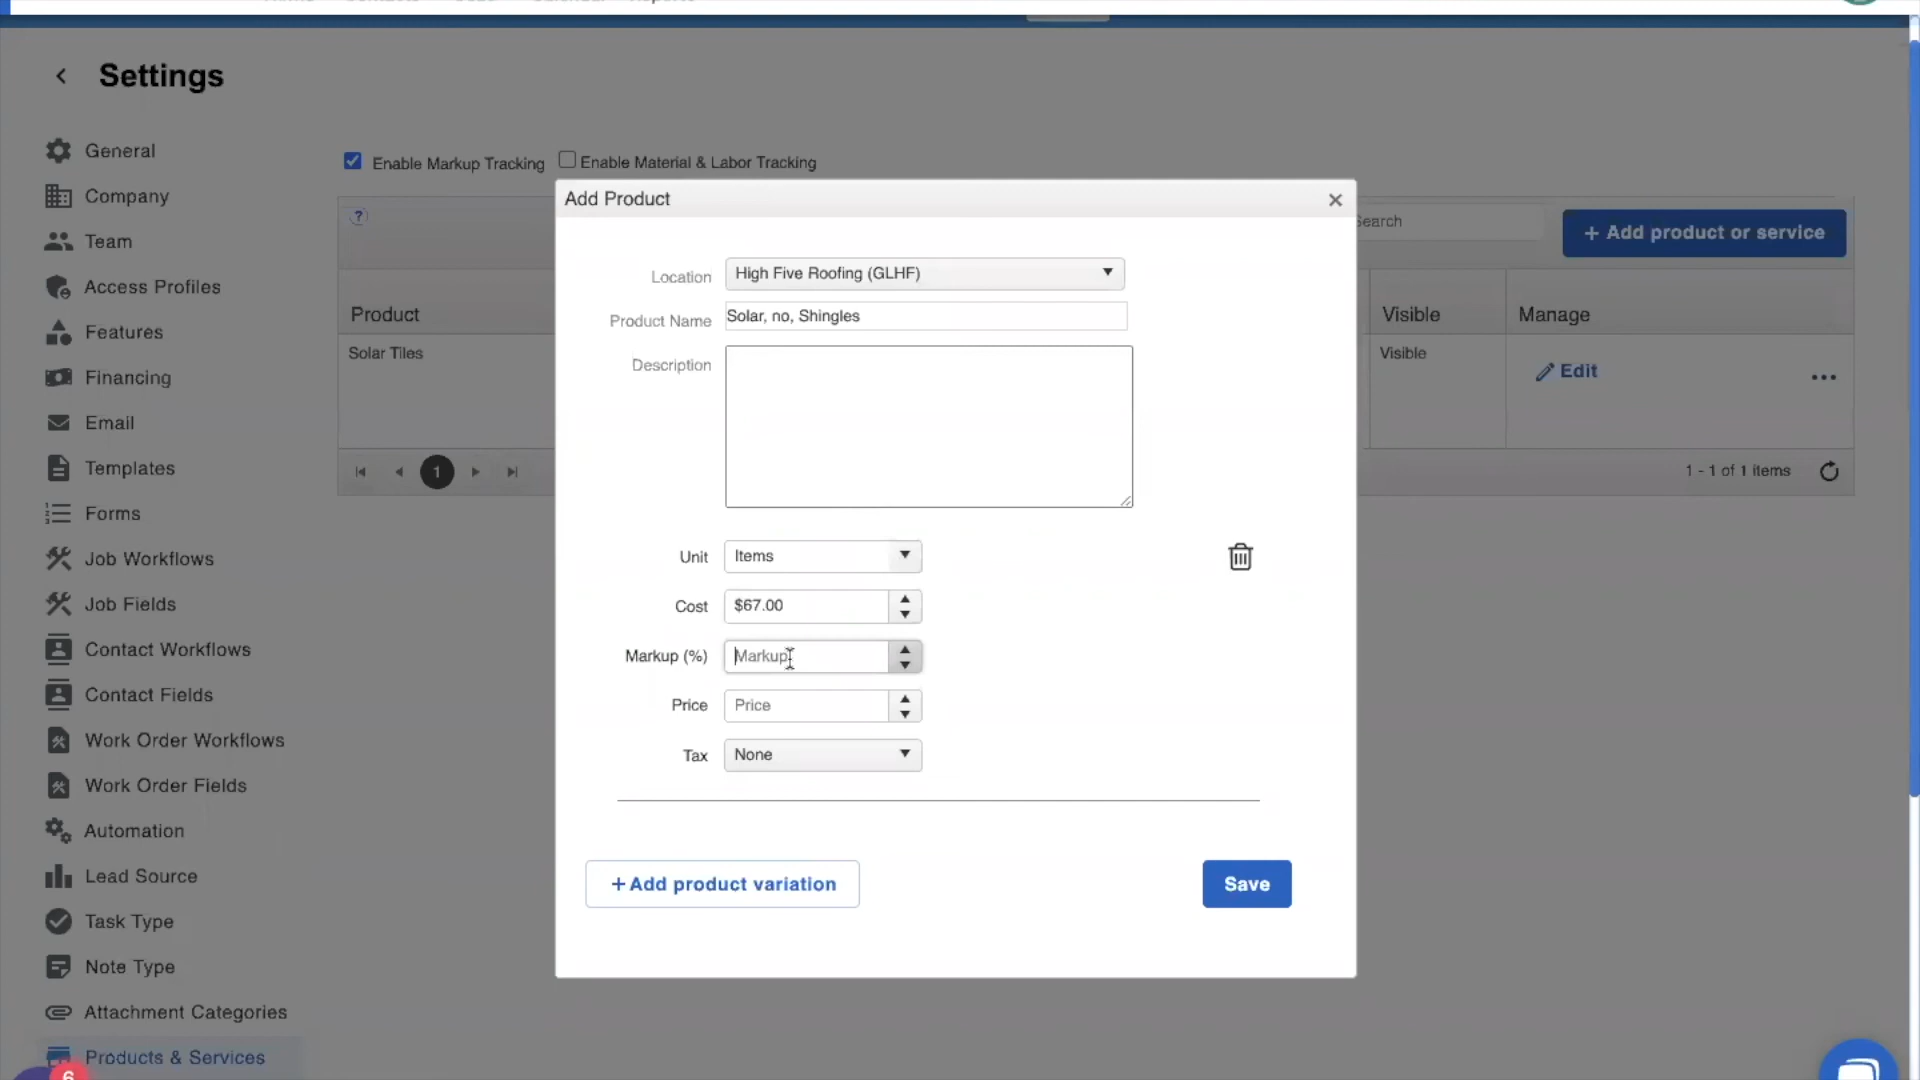 Settings
General
Company
Team
Access Profiles
Features
Financing
Email
Templates
Forms
Job Workflows
Job Fields
Contact Workflows
Contact Fields
Work Order Workflows
Work Order Fields
Automation
Lead Source
Task Type
Note Type
Attachment Categories
Products & Services
6
Enable Markup Tracking Enable Material & Labor Tracking
?
Search
+ Add product or service
Product
Visible
Manage
Solar Tiles
Visible
Edit
1
1 - 1 of 1 items
Add Product
Location High Five Roofing (GLHF)
Product Name Solar, no, Shingles
Description
Unit Items
Cost $67.00
Markup (%) Markup
Price Price
Tax None
+ Add product variation
Save